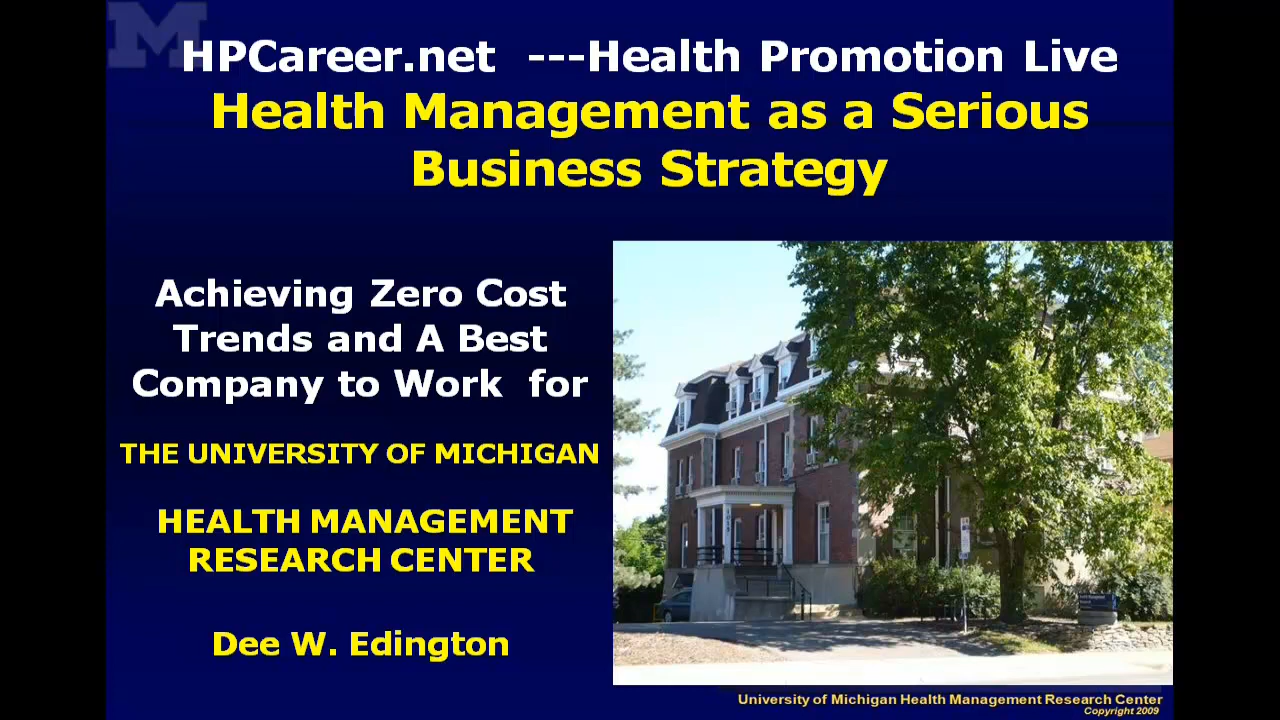 M
HPCareer.net ---Health Promotion Live
Health Management as a Serious
Business Strategy
Achieving Zero Cost
Trends and A Best
Company to Work for
THE UNIVERSITY OF MICHIGAN
HEALTH MANAGEMENT
RESEARCH CENTER
Dee W. Edington
University of Michigan Health Management Research Center
Copyright 2009